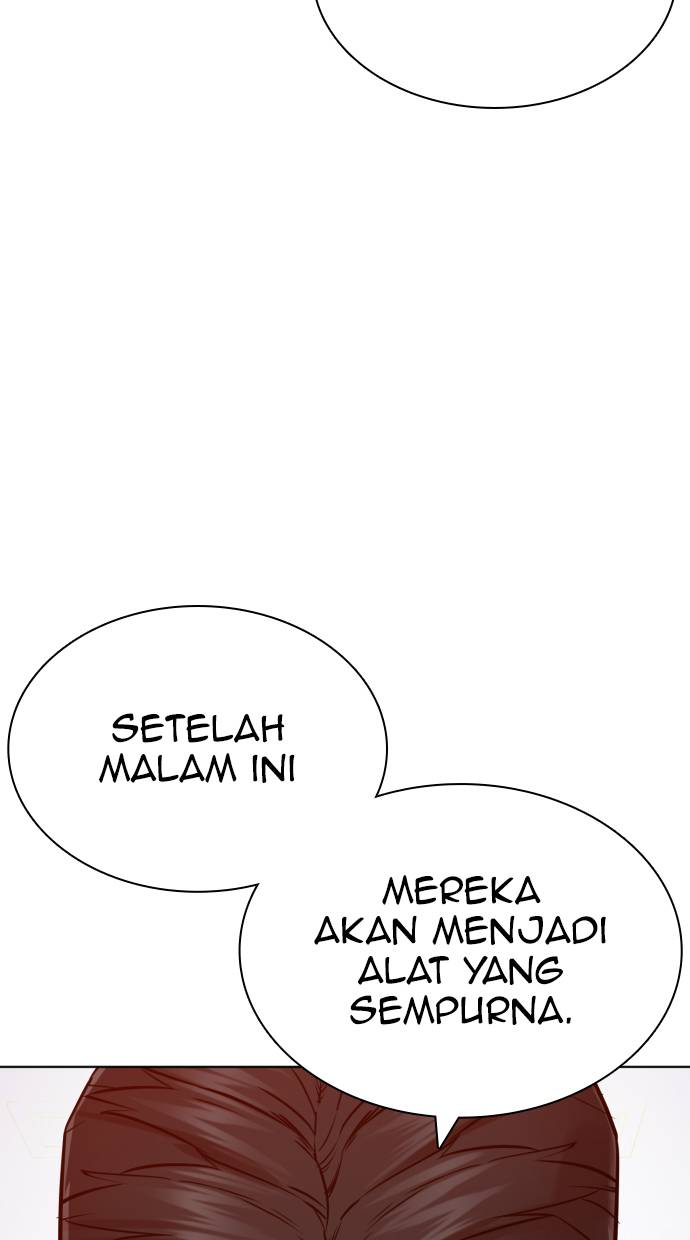 SETELAH
MALAM INI
MEREKA
AKAN MENJADI
ALAT YANG
SEMPURNA.